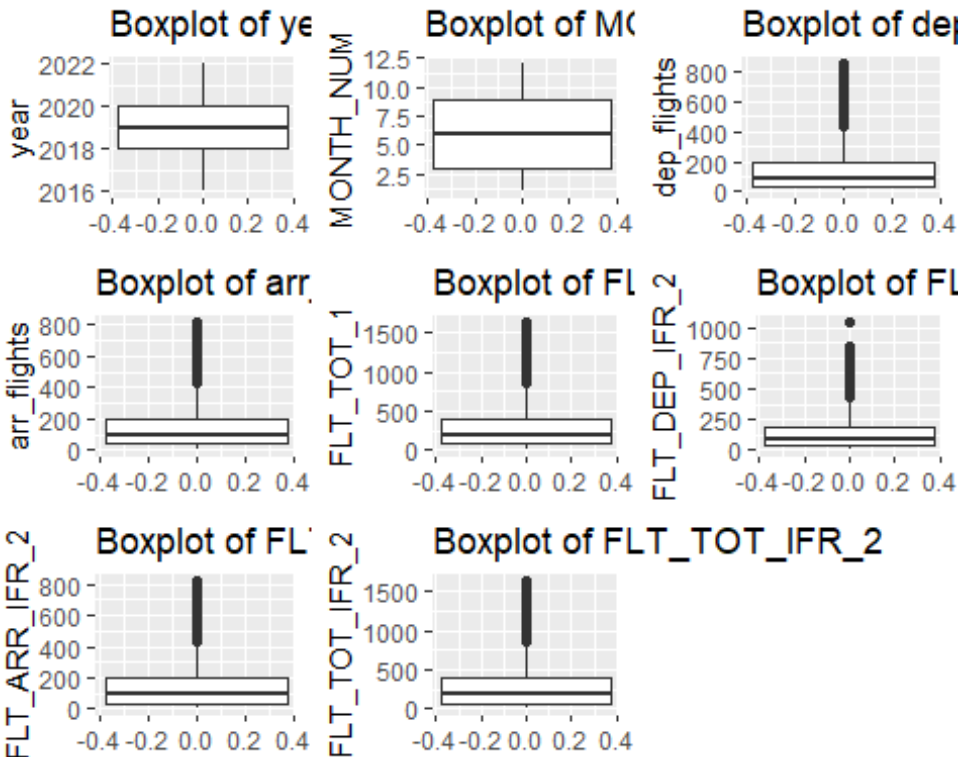 Boxplot of ye
year
2022
2020
2018
2016
-0.4 -0.2 0.0 0.2 0.4
Boxplot of MO
MONTH_NUM
12.5
10.0
7.5
5.0
2.5
-0.4 -0.2 0.0 0.2 0.4
Boxplot of dep
dep_flights
800
600
400
200
0
-0.4 -0.2 0.0 0.2 0.4
Boxplot of arr_
arr_flights
800
600
400
200
0
-0.4 -0.2 0.0 0.2 0.4
Boxplot of FL
FLT_TOT_1
1500
1000
500
0
-0.4 -0.2 0.0 0.2 0.4
Boxplot of FL
FLT_DEP_IFR_2
1000
750
500
250
0
-0.4 -0.2 0.0 0.2 0.4
Boxplot of FLT
FLT_ARR_IFR_2
800
600
400
200
0
-0.4 -0.2 0.0 0.2 0.4
Boxplot of FLT_TOT_IFR_2
FLT_TOT_IFR_2
1500
1000
500
0
-0.4 -0.2 0.0 0.2 0.4